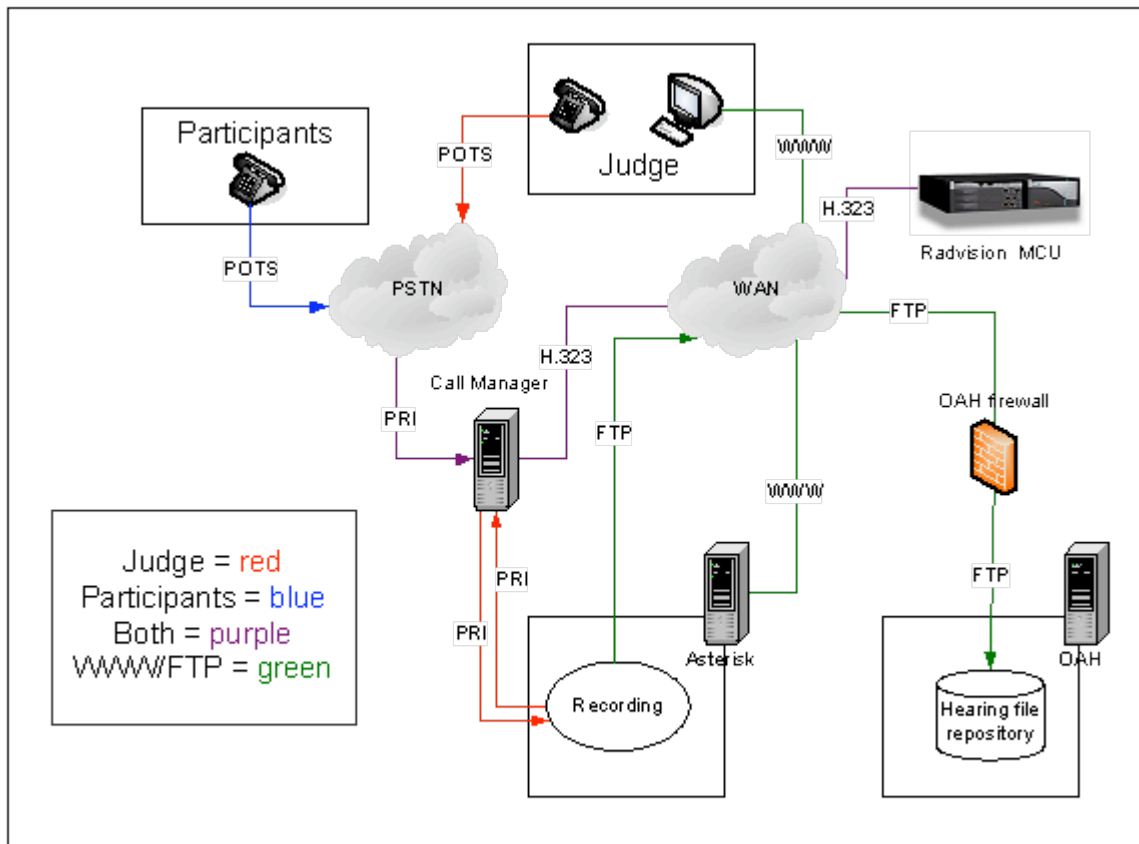 Participants
POTS
POTS
Judge
WWW
H.323
Radvision MCU
PSTN
WAN
FTP
H.323
Call Manager
PRI
FTP
OAH firewall
WWW
Judge = red
Participants = blue
Both = purple
WWW/FTP = green
PRI
PRI
FTP
Asterisk
OAH
Recording
Hearing file
repository